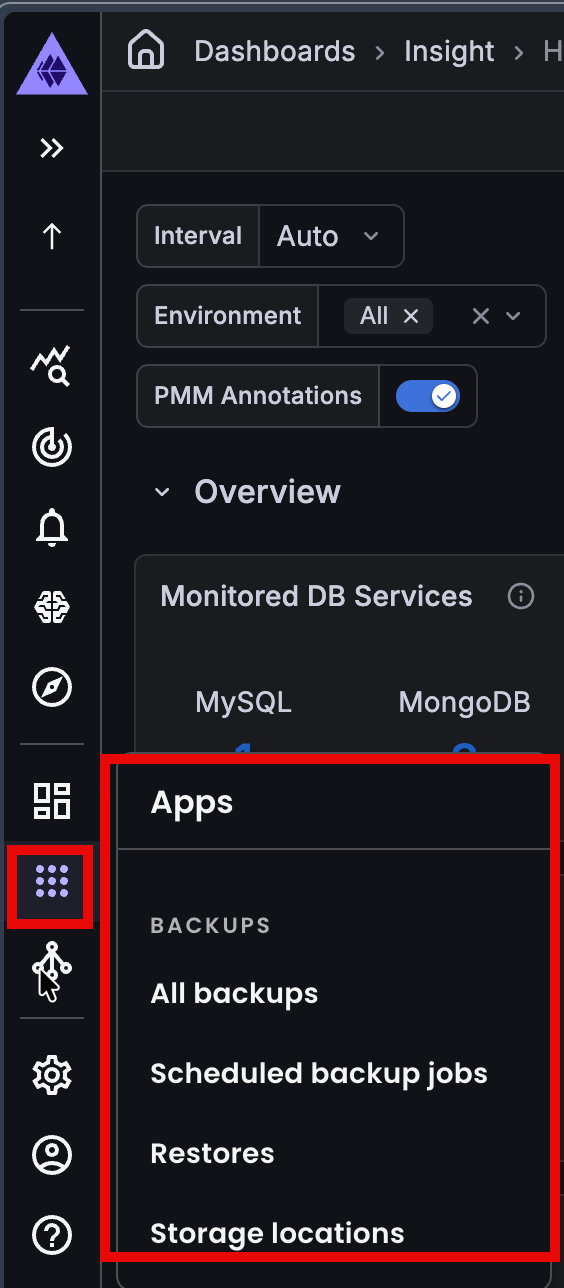 Dashboards > Insight > H
Interval Auto
Environment All
PMM Annotations
Overview
Monitored DB Services
MySQL MongoDB
1
Apps
BACKUPS
All backups
Scheduled backup jobs
Restores
Storage locations